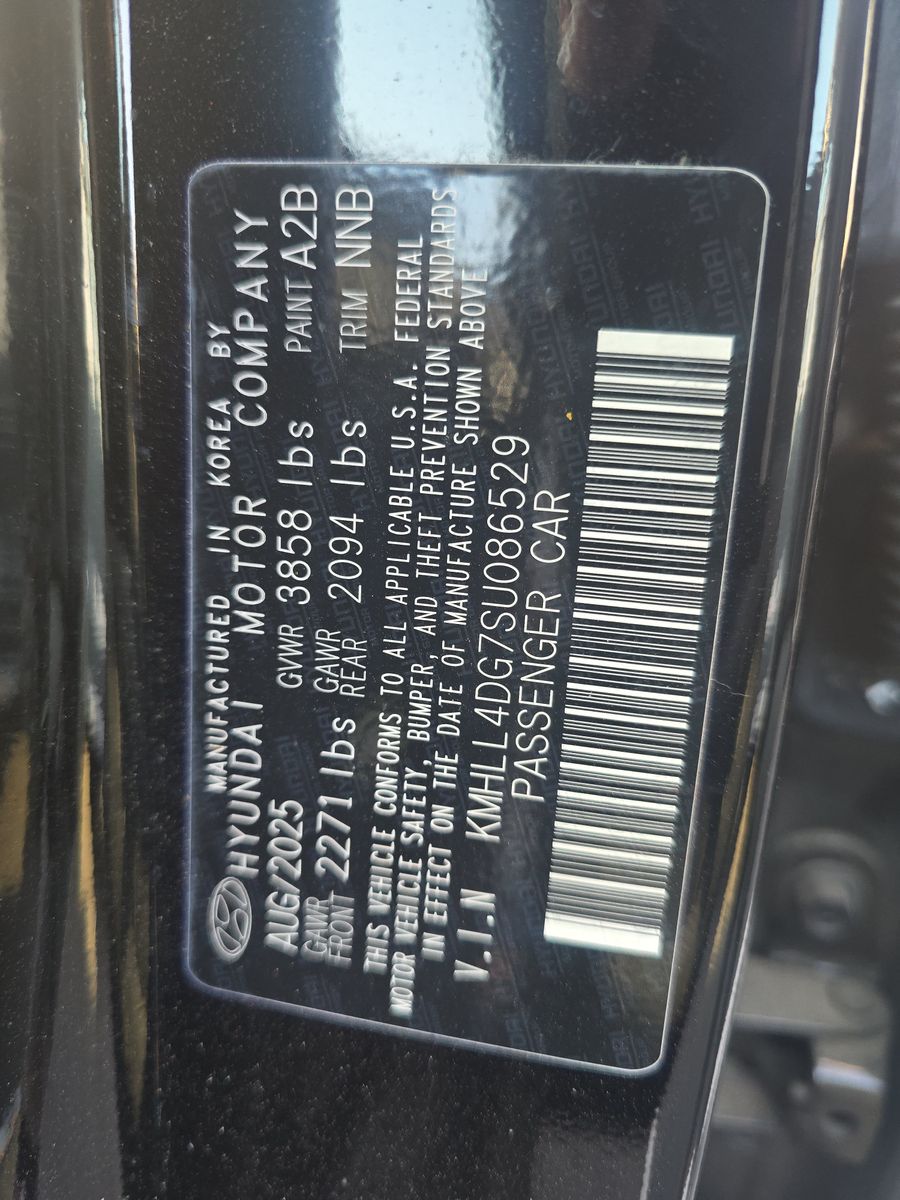 MANUFACTURED IN KOREA BY
HYUNDAI MOTOR COMPANY
AUG/2025 GVWR 3858 lbs PAINT A2B
GAWR FRONT 2271 lbs GAWR REAR 2094 lbs TRIM NNB
THIS VEHICLE CONFORMS TO ALL APPLICABLE U.S.A. FEDERAL
MOTOR VEHICLE SAFETY, BUMPER, AND THEFT PREVENTION STANDARDS
IN EFFECT ON THE DATE OF MANUFACTURE SHOWN ABOVE
V.I.N KMHLL4DG7SU086529
PASSENGER CAR